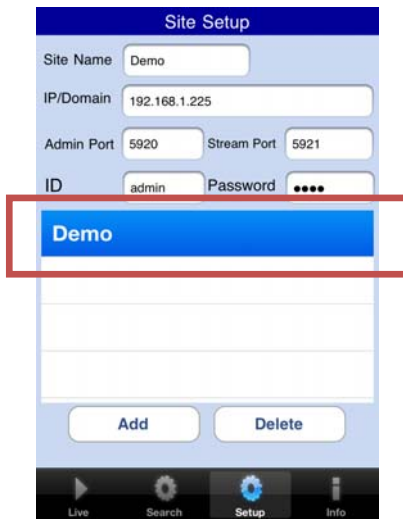 Site Setup
Site Name Demo
IP/Domain 192.168.1.225
Admin Port 5920 Stream Port 5921
ID admin Password ●●●●
Demo
Add Delete
Live Search Setup Info